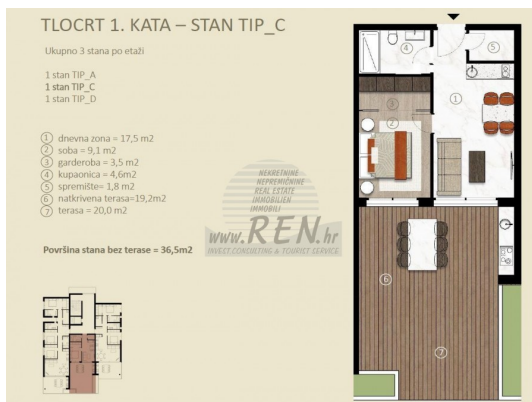 TLOCRT 1. KATA – STAN TIP_C
Ukupno 3 stana po etaži
1 stan TIP_A
1 stan TIP_C
1 stan TIP_D
1 dnevna zona = 17,5 m2
2 soba = 9,1 m2
3 garderoba = 3,5 m2
4 kupaonica = 4,6m2
5 spremište= 1,8 m2
6 natkrivena terasa=19,2m2
7 terasa = 20,0 m2
Površina stana bez terase = 36,5m2
NEKRETNINE
NEPREMIČNINE
REAL ESTATE
IMMOBILIEN
IMMOBILI
www.REN.hr
INVEST CONSULTING & TOURIST SERVICE
4
5
1
3
2
6
7